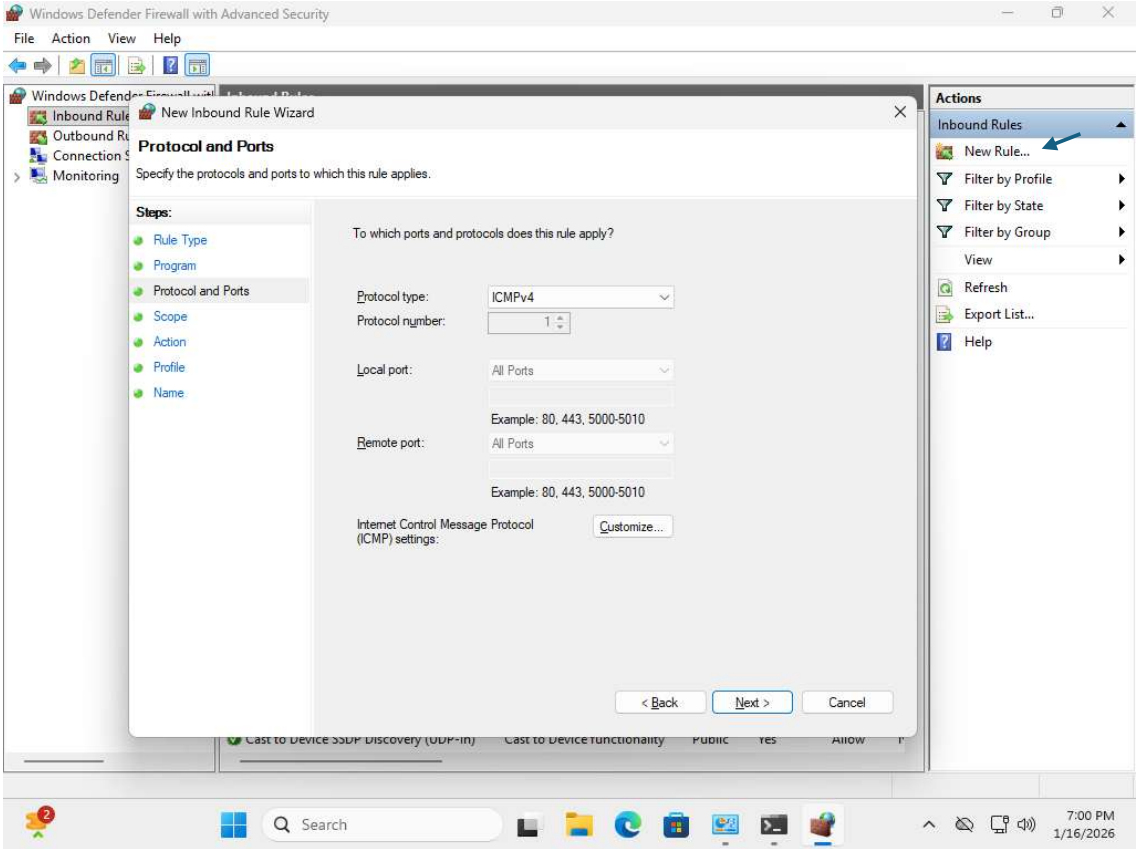 Windows Defender Firewall with Advanced Security
File Action View Help
Windows Defender Firewall with
Inbound Rule
Outbound Ru
Connection S
Monitoring
New Inbound Rule Wizard
Protocol and Ports
Specify the protocols and ports to which this rule applies.
Steps:
Rule Type
Program
Protocol and Ports
Scope
Action
Profile
Name
To which ports and protocols does this rule apply?
Protocol type: ICMPv4
Protocol number: 1
Local port: All Ports
Example: 80, 443, 5000-5010
Remote port: All Ports
Example: 80, 443, 5000-5010
Internet Control Message Protocol
(ICMP) settings:
Customize...
< Back Next > Cancel
Cast to Device SSDP Discovery (UDP-In) Cast to Device functionality Public Yes Allow
Actions
Inbound Rules
New Rule...
Filter by Profile
Filter by State
Filter by Group
View
Refresh
Export List...
Help
2
Search
7:00 PM
1/16/2026